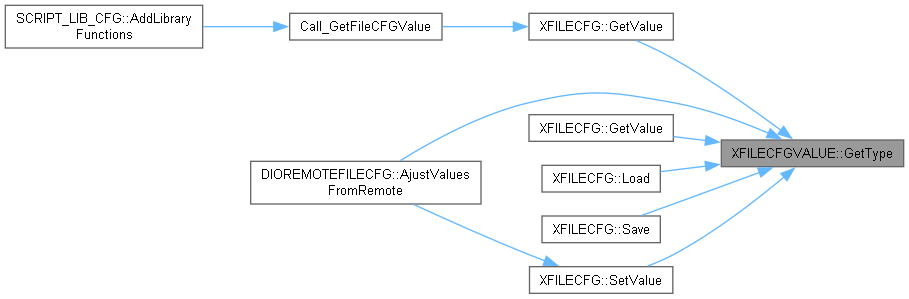 SCRIPT_LIB_CFG::AddLibrary
Functions
Call_GetFileCFGValue
XFILECFG::GetValue
XFILECFG::GetValue
XFILECFGVALUE::GetType
DIOREMOTEFILECFG::AjustValues
FromRemote
XFILECFG::Load
XFILECFG::Save
XFILECFG::SetValue